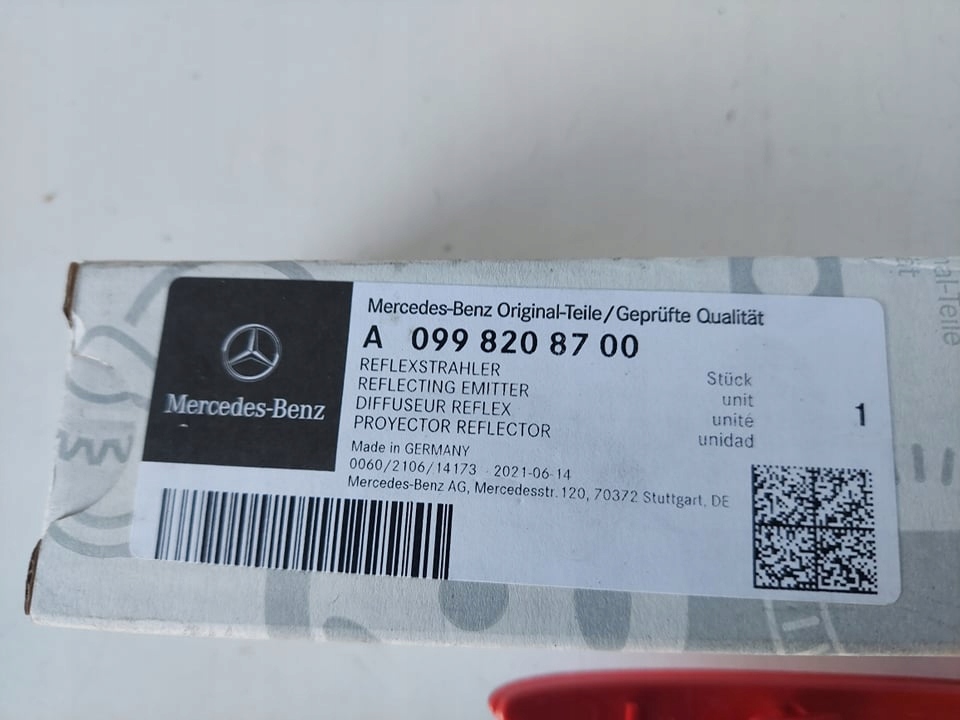 Mercedes-Benz Original-Teile/Geprüfte Qualität
A 099 820 87 00
REFLEXSTRAHLER
REFLECTING EMITTER
DIFFUSEUR REFLEX
PROYECTOR REFLECTOR
Stück
unit
unité
unidad
1
Made in GERMANY
0060/2106/14173 2021-06-14
Mercedes-Benz AG, Mercedesstr. 120, 70372 Stuttgart, DE
Mercedes-Benz
nal-Teile